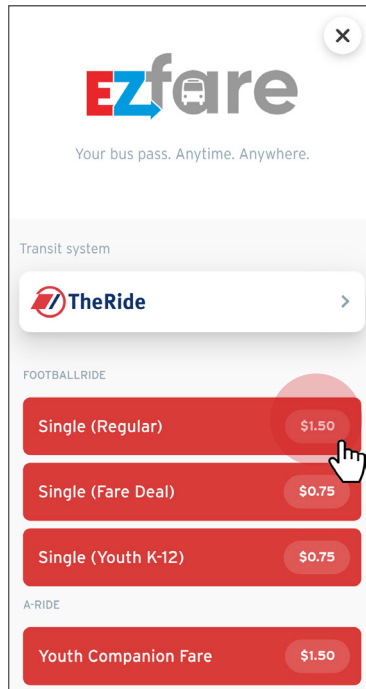 EZfare
Your bus pass. Anytime. Anywhere.
Transit system
TheRide
FOOTBALLRIDE
Single (Regular) $1.50
Single (Fare Deal) $0.75
Single (Youth K-12) $0.75
A-RIDE
Youth Companion Fare $1.50